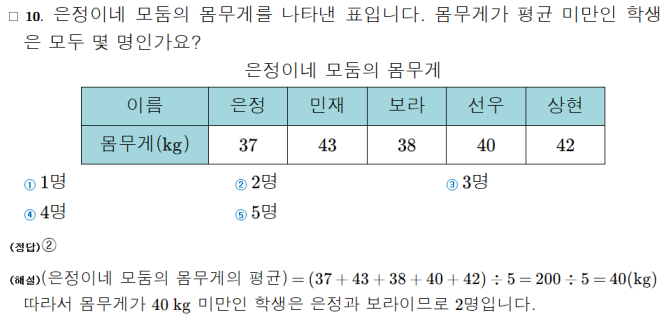 □ 10. 은정이네 모둠의 몸무게를 나타낸 표입니다. 몸무게가 평균 미만인 학생
은 모두 몇 명인가요?
은정이네 모둠의 몸무게
이름 은정 민재 보라 선우 상현
몸무게(kg) 37 43 38 40 42
① 1명 ② 2명 ③ 3명
④ 4명 ⑤ 5명
(정답)②
(해설)(은정이네 모둠의 몸무게의 평균)=(37+43+38+40+42)÷5=200÷5=40(kg)
따라서 몸무게가 40 kg 미만인 학생은 은정과 보라이므로 2명입니다.